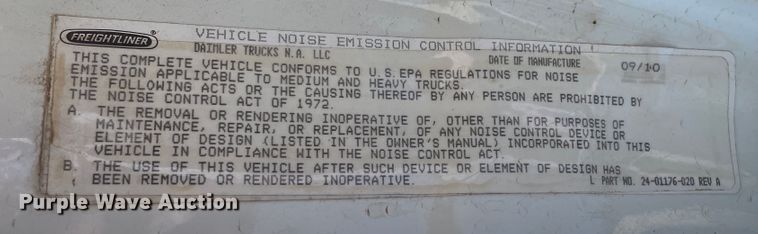 FREIGHTLINER
VEHICLE NOISE EMISSION CONTROL INFORMATION
DAIMLER TRUCKS N.A. LLC DATE OF MANUFACTURE 09/10
THIS COMPLETE VEHICLE CONFORMS TO U.S.EPA REGULATIONS FOR NOISE
EMISSION APPLICABLE TO MEDIUM AND HEAVY TRUCKS.
THE FOLLOWING ACTS OR THE CAUSING THEREOF BY ANY PERSON ARE PROHIBITED BY
THE NOISE CONTROL ACT OF 1972.
A. THE REMOVAL OR RENDERING INOPERATIVE OF, OTHER THAN FOR PURPOSES OF
MAINTENANCE, REPAIR, OR REPLACEMENT, OF ANY NOISE CONTROL DEVICE OR
ELEMENT OF DESIGN (LISTED IN THE OWNER'S MANUAL) INCORPORATED INTO THIS
VEHICLE IN COMPLIANCE WITH THE NOISE CONTROL ACT.
B. THE USE OF THIS VEHICLE AFTER SUCH DEVICE OR ELEMENT OF DESIGN HAS
BEEN REMOVED OR RENDERED INOPERATIVE. L PART NO. 24-01176-020 REV A
Purple Wave Auction